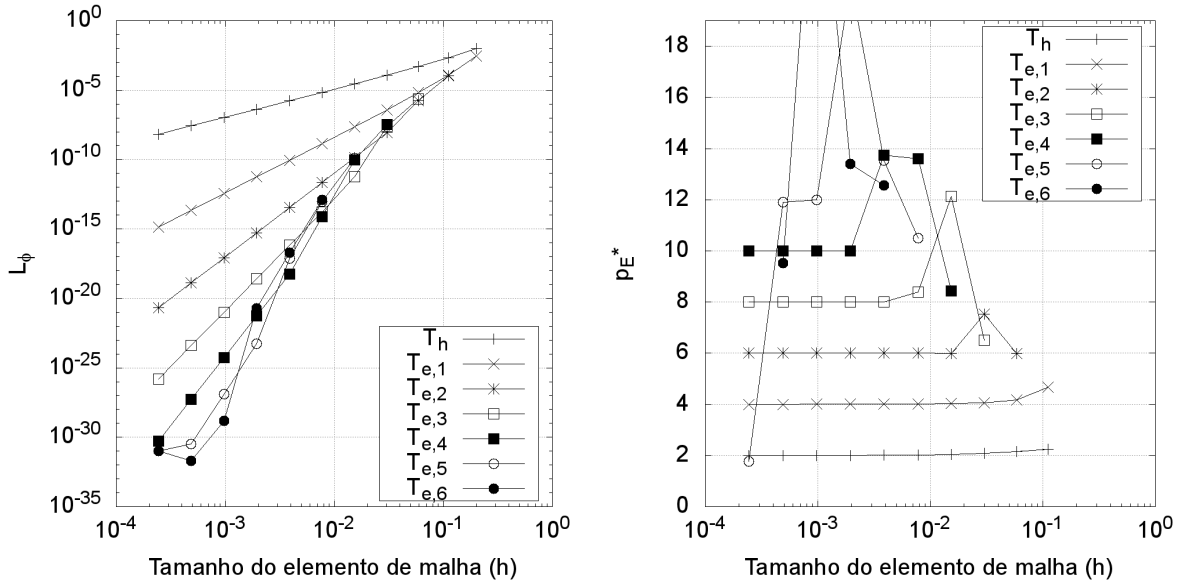 10^0
10^-5
10^-10
10^-15
10^-20
10^-25
10^-30
10^-35
L_ϕ
10^-4
10^-3
10^-2
10^-1
10^0
Tamanho do elemento de malha (h)
T_h
T_e,1
T_e,2
T_e,3
T_e,4
T_e,5
T_e,6
18
16
14
12
10
8
6
4
2
0
p_E*
10^-4
10^-3
10^-2
10^-1
10^0
Tamanho do elemento de malha (h)
T_h
T_e,1
T_e,2
T_e,3
T_e,4
T_e,5
T_e,6